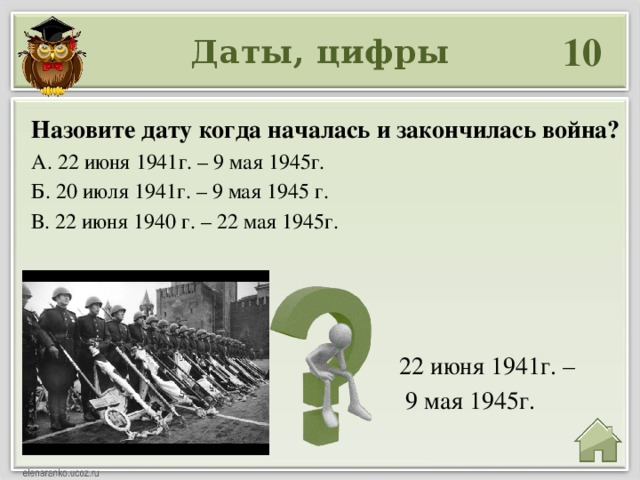 Даты, цифры
10
Назовите дату когда началась и закончилась война?
А. 22 июня 1941г. – 9 мая 1945г.
Б. 20 июля 1941г. – 9 мая 1945 г.
В. 22 июня 1940 г. – 22 мая 1945г.
22 июня 1941г. –
9 мая 1945г.
elenaranko.ucoz.ru